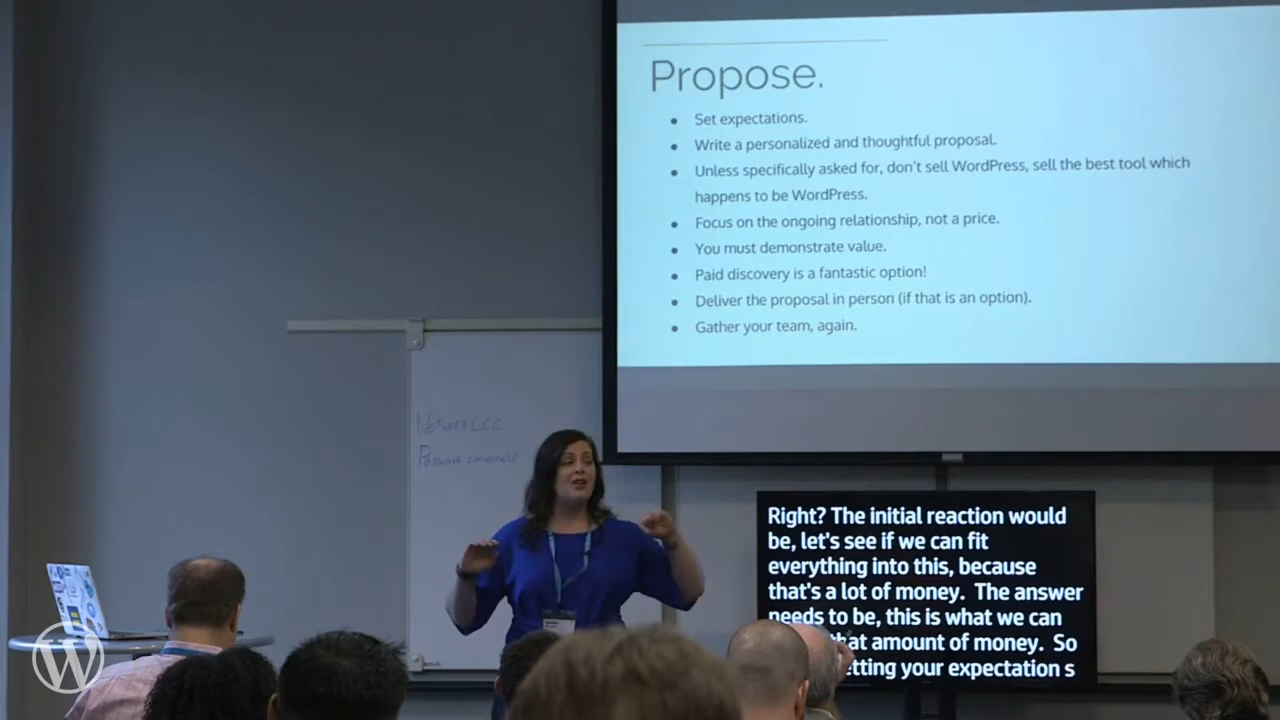 Propose.
● Set expectations.
● Write a personalized and thoughtful proposal.
● Unless specifically asked for, don't sell WordPress, sell the best tool which
happens to be WordPress.
● Focus on the ongoing relationship, not a price.
● You must demonstrate value.
● Paid discovery is a fantastic option!
● Deliver the proposal in person (if that is an option).
● Gather your team, again.
Network LCC
Password
Right? The initial reaction would
be, let's see if we can fit
everything into this, because
that's a lot of money. The answer
needs to be, this is what we can
hat amount of money. So
etting your expectation s
W